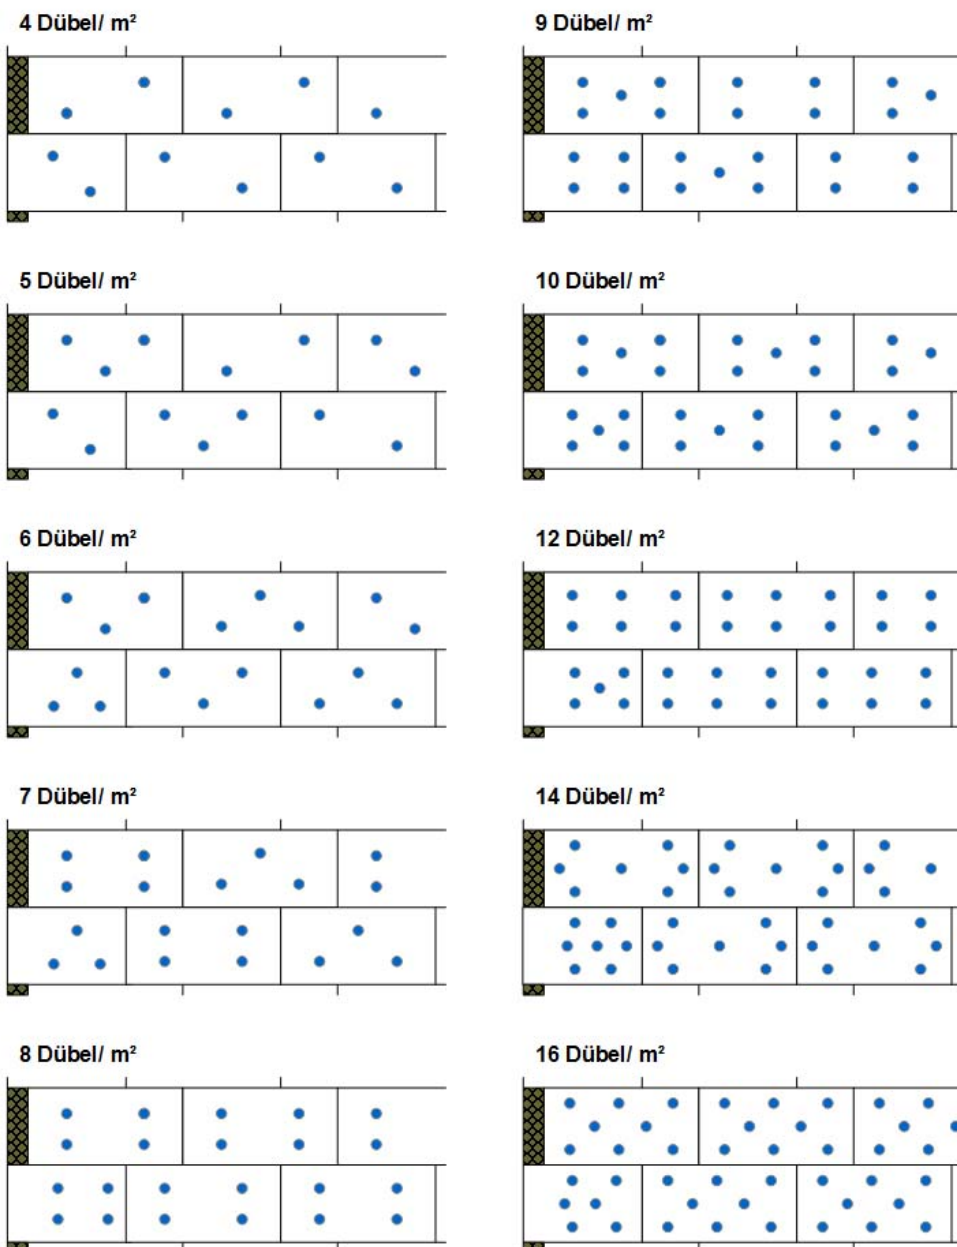 4 Dübel/ m²
9 Dübel/ m²
5 Dübel/ m²
10 Dübel/ m²
6 Dübel/ m²
12 Dübel/ m²
7 Dübel/ m²
14 Dübel/ m²
8 Dübel/ m²
16 Dübel/ m²